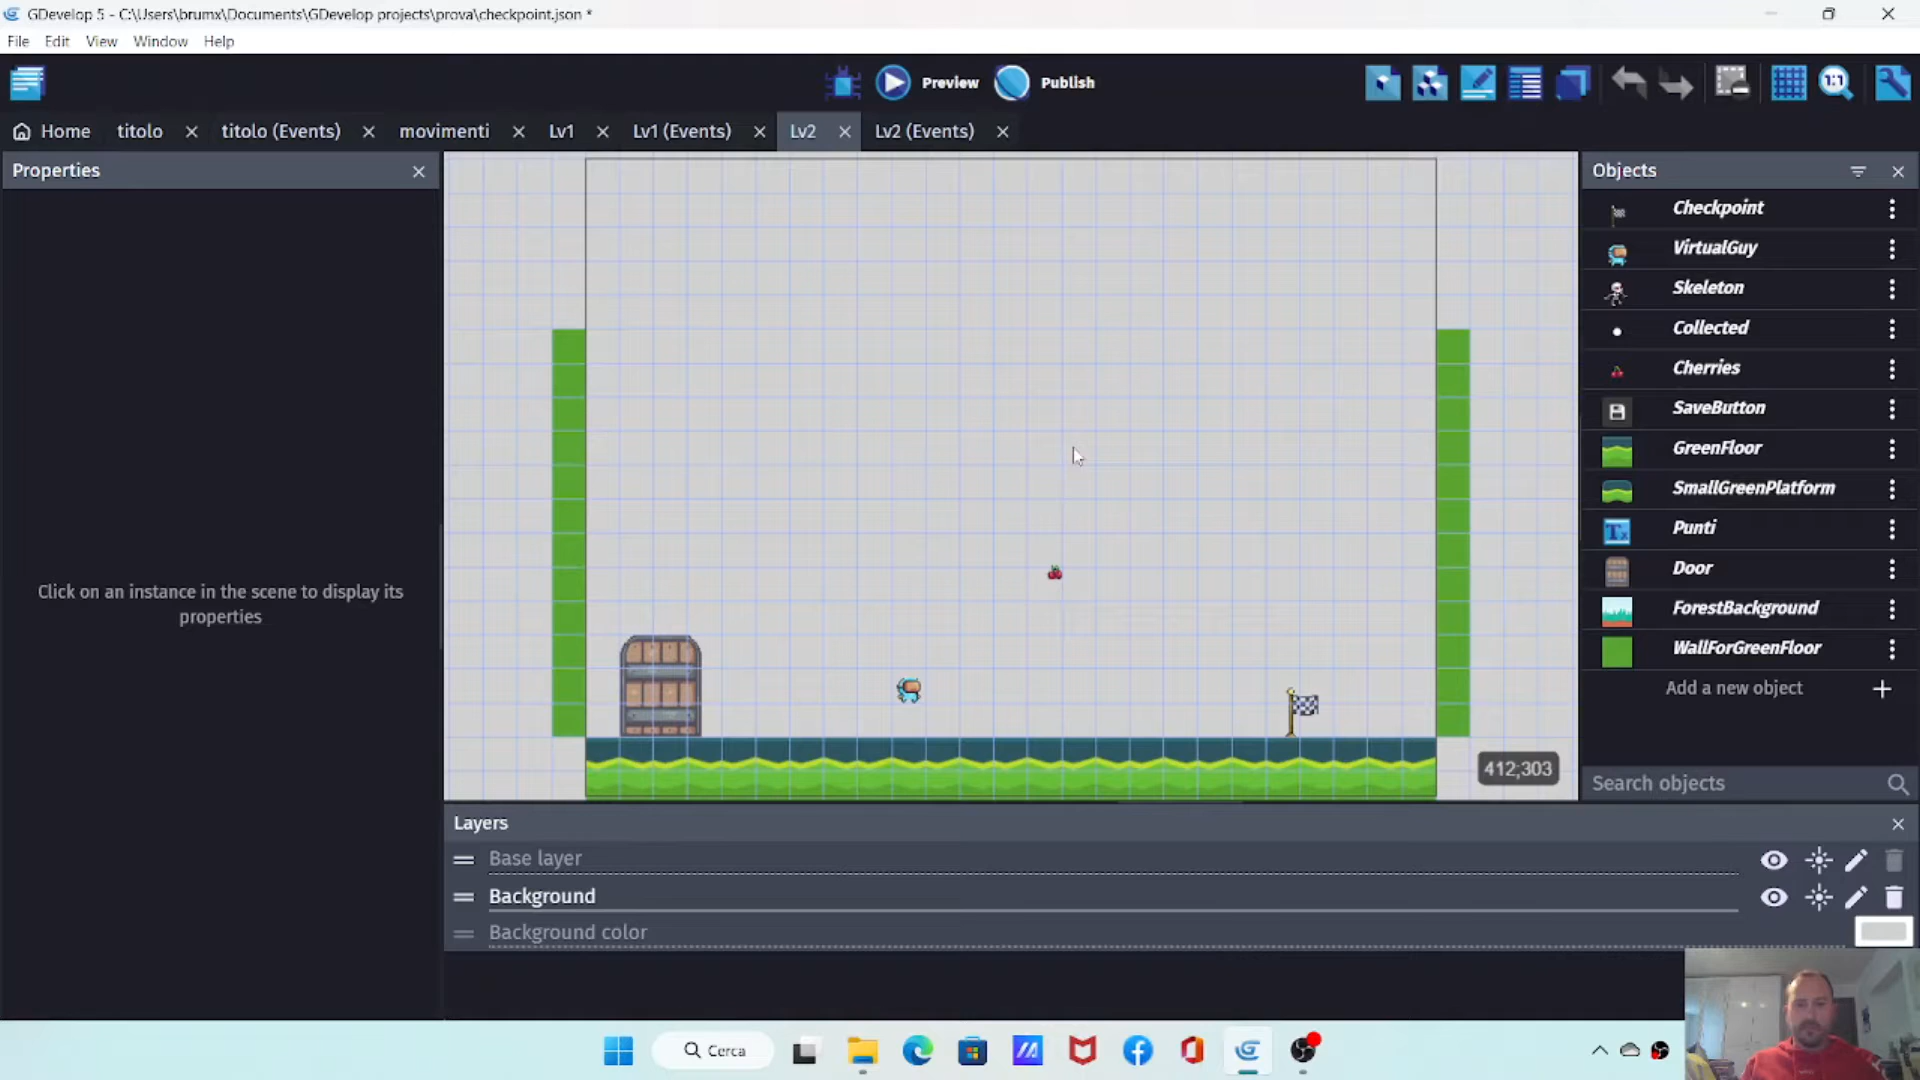 GDevelop 5 - C:\Users\brumx\Documents\GDevelop projects\prova\checkpoint.json *
File Edit View Window Help
Preview Publish 1:1
Home titolo titolo (Events) movimenti Lv1 Lv1 (Events) Lv2 Lv2 (Events)
Properties
Click on an instance in the scene to display its
properties
412;303
Objects
Checkpoint
VirtualGuy
Skeleton
Collected
Cherries
SaveButton
GreenFloor
SmallGreenPlatform
Punti
Door
ForestBackground
WallForGreenFloor
Add a new object
Search objects
Layers
Base layer
Background
Background color
Cerca